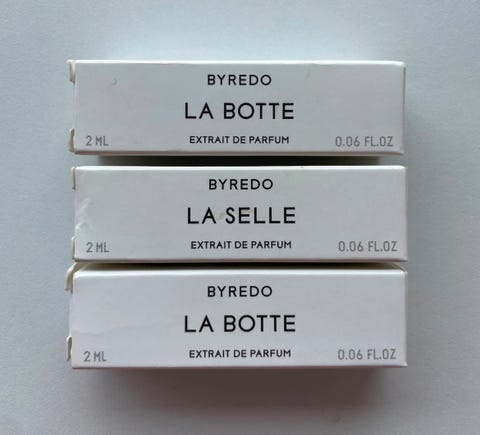 BYREDO
LA BOTTE
2 ML EXTRAIT DE PARFUM 0.06 FL.OZ
BYREDO
LA SELLE
2 ML EXTRAIT DE PARFUM 0.06 FL.OZ
BYREDO
LA BOTTE
2 ML EXTRAIT DE PARFUM 0.06 FL.OZ